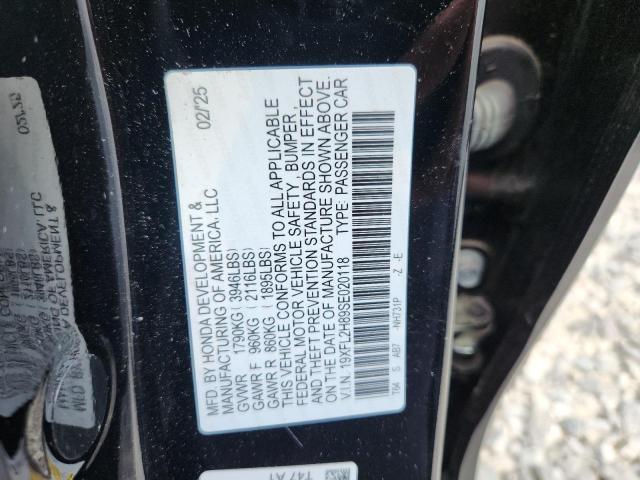 MFD. BY HONDA DEVELOPMENT & 02/'25
MANUFACTURING OF AMERICA, LLC
GVWR 1790KG (3946LBS)
GAWR F 960KG (2116LBS)
GAWR R 860KG (1895LBS)
THIS VEHICLE CONFORMS TO ALL APPLICABLE
FEDERAL MOTOR VEHICLE SAFETY, BUMPER,
AND THEFT PREVENTION STANDARDS IN EFFECT
ON THE DATE OF MANUFACTURE SHOWN ABOVE.
V.I.N. 19XFL2H89SE020118 TYPE: PASSENGER CAR
T64 S AB7 -NH731P -Z -E